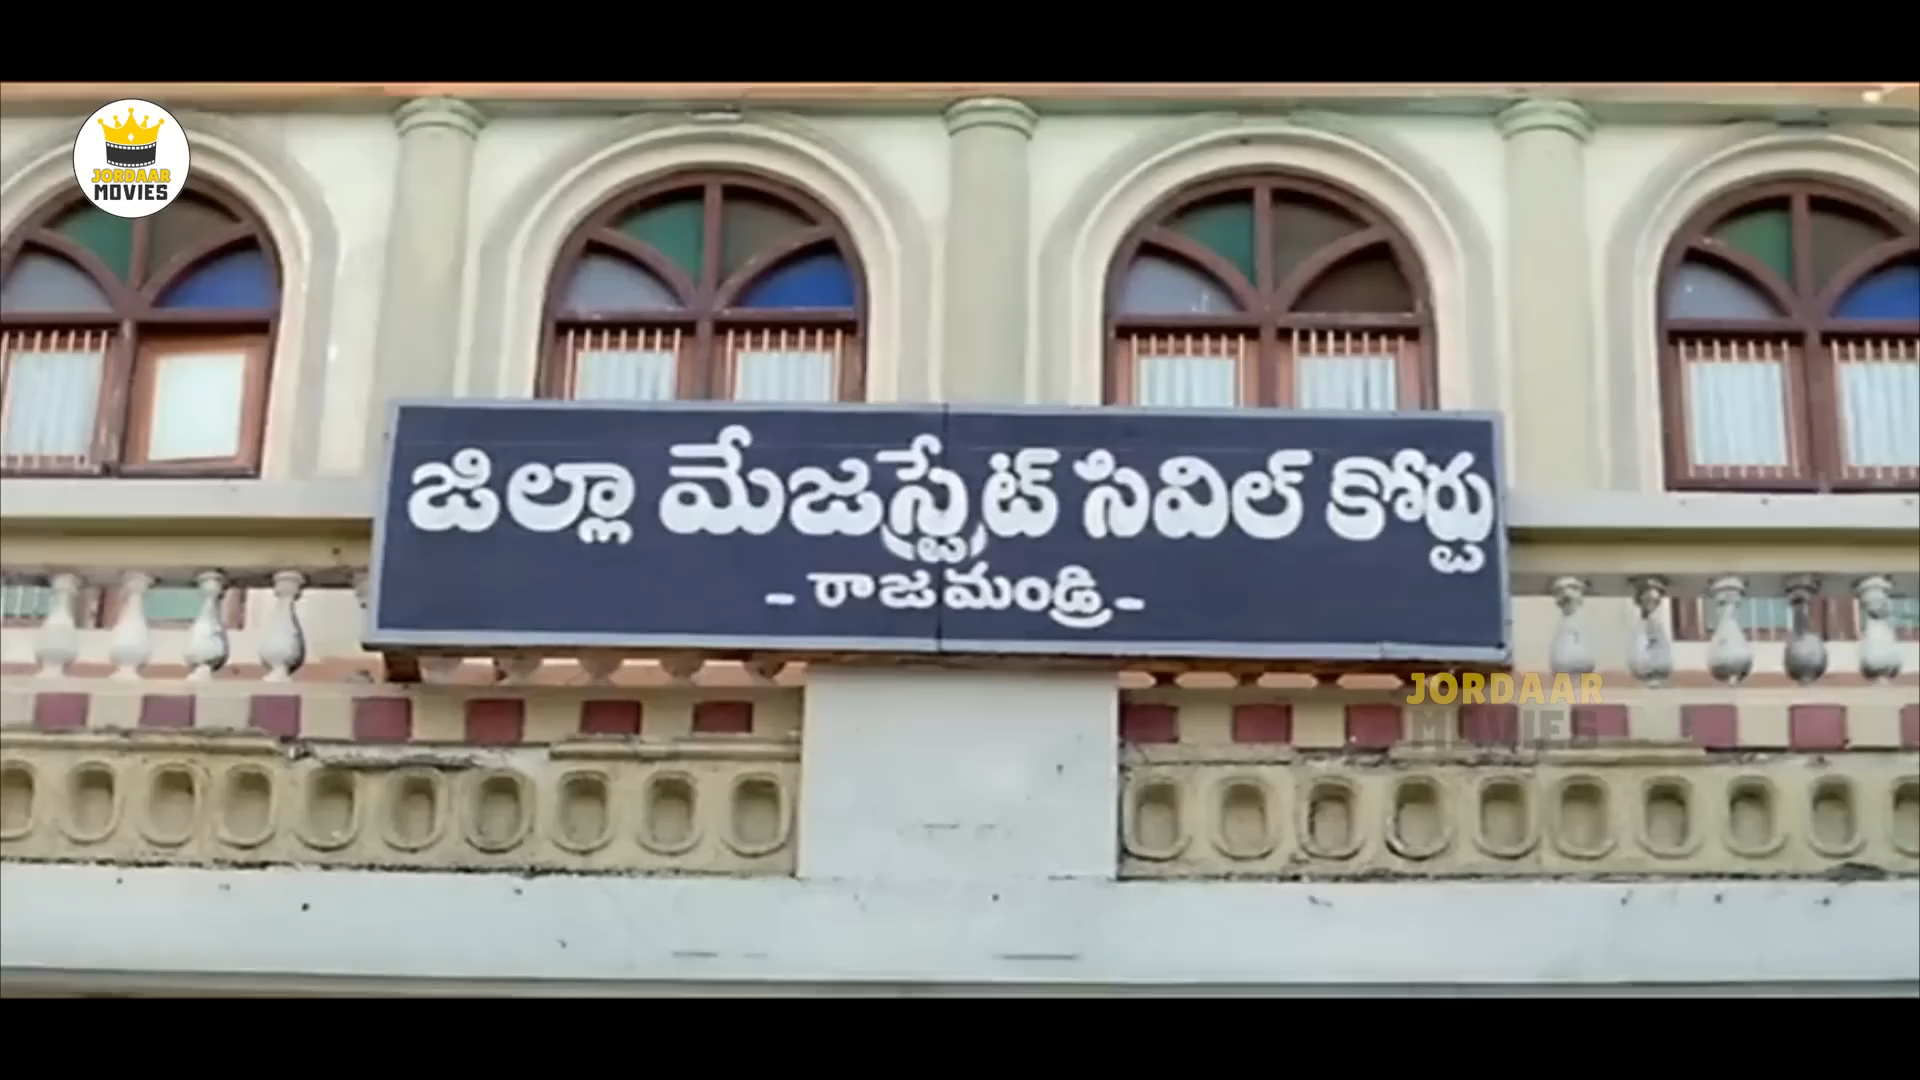 JORDAAR
MOVIES
జిల్లా మేజస్ట్రేట్ సివిల్ కోర్టు
- రాజమండ్రి -
JORDAAR
MOVIES